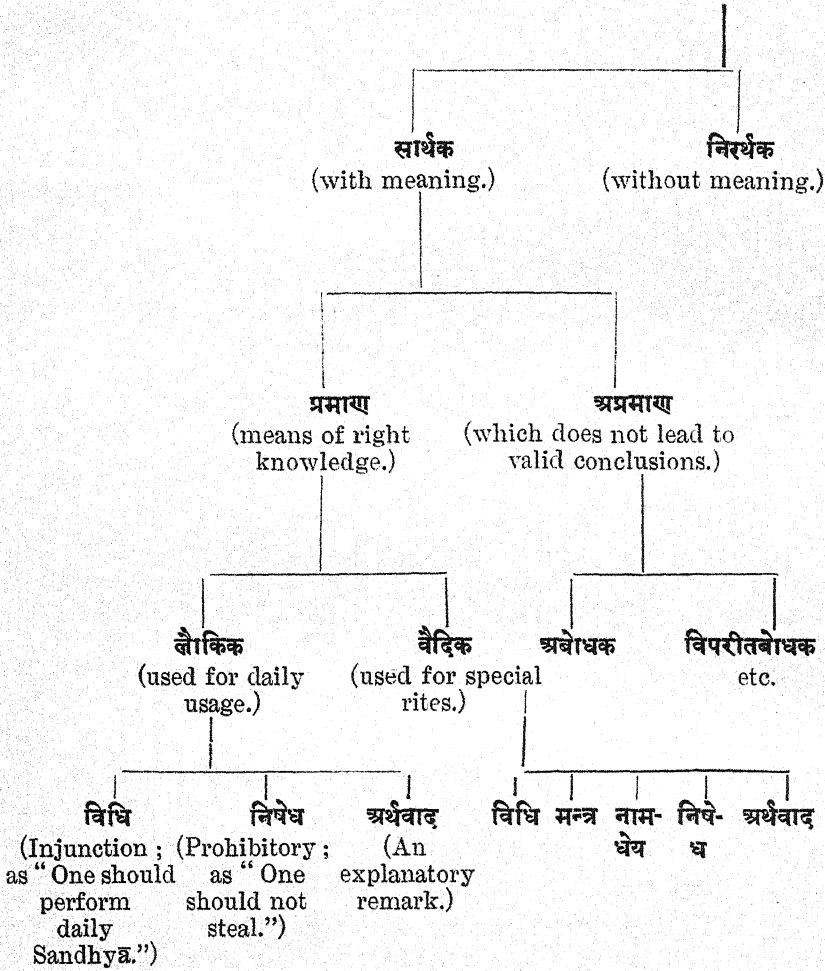 सार्थक निरर्थक
(with meaning.) (without meaning.)
प्रमाण अप्रमाण
(means of right (which does not lead to
knowledge.) valid conclusions.)
लौकिक वैदिक अबोधक विपरीतबोधक
(used for daily (used for special etc.
usage.) rites.)
विधि निषेध अर्थवाद विधि मन्त्र नाम- निषे- अर्थवाद
(Injunction ; (Prohibitory ; (An धेय ध
as “One should as “ One explanatory
perform should not remark.)
daily steal.”)
Sandhyā.”)